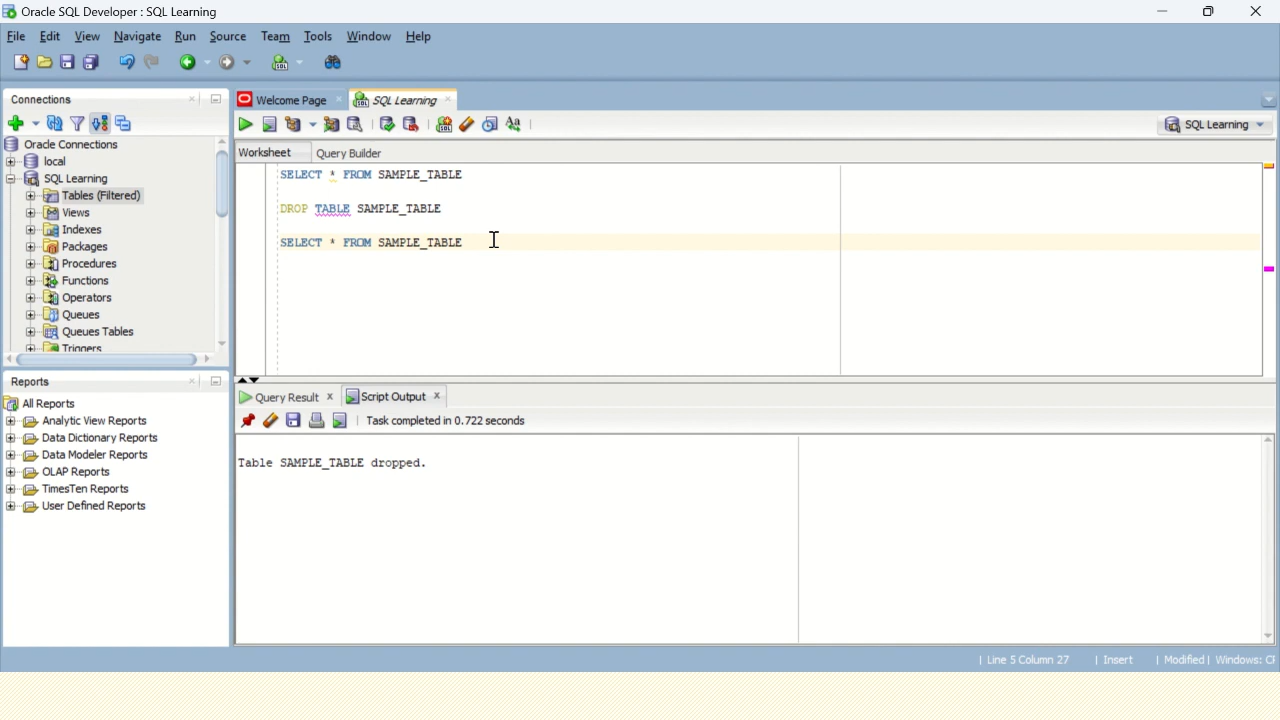 Oracle SQL Developer : SQL Learning
File Edit View Navigate Run Source Team Tools Window Help
Connections
Welcome Page
SQL Learning
SQL Learning
Oracle Connections
local
SQL Learning
Tables (Filtered)
Views
Indexes
Packages
Procedures
Functions
Operators
Queues
Queues Tables
Triggers
Worksheet Query Builder
SELECT * FROM SAMPLE_TABLE
DROP TABLE SAMPLE_TABLE
SELECT * FROM SAMPLE_TABLE
Reports
All Reports
Analytic View Reports
Data Dictionary Reports
Data Modeler Reports
OLAP Reports
TimesTen Reports
User Defined Reports
Query Result Script Output
Task completed in 0.722 seconds
Table SAMPLE_TABLE dropped.
Line 5 Column 27 | Insert | Modified | Windows: